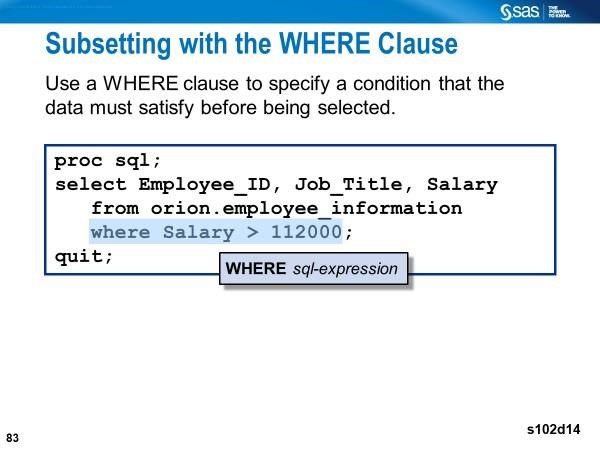 sas THE POWER TO KNOW.
Subsetting with the WHERE Clause
Use a WHERE clause to specify a condition that the
data must satisfy before being selected.
proc sql;
select Employee_ID, Job_Title, Salary
from orion.employee_information
where Salary > 112000;
quit;
WHERE sql-expression
83
s102d14